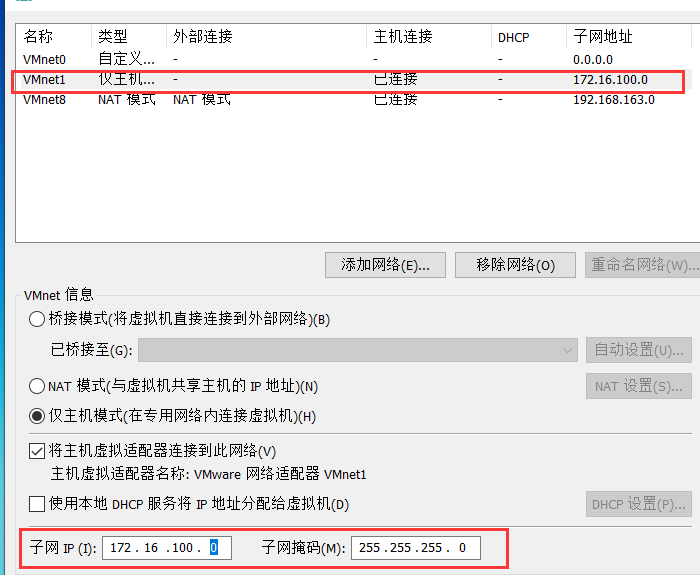 名称 类型 外部连接 主机连接 DHCP 子网地址
VMnet0 自定义... - - - 0.0.0.0
VMnet1 仅主机... - 已连接 - 172.16.100.0
VMnet8 NAT 模式 NAT 模式 已连接 - 192.168.163.0
添加网络(E)... 移除网络(O) 重命名网络(W)...
VMnet 信息
桥接模式(将虚拟机直接连接到外部网络)(B)
已桥接至(G): 自动设置(U)...
NAT 模式(与虚拟机共享主机的 IP 地址)(N) NAT 设置(S)...
仅主机模式(在专用网络内连接虚拟机)(H)
将主机虚拟适配器连接到此网络(V)
主机虚拟适配器名称: VMware 网络适配器 VMnet1
使用本地 DHCP 服务将 IP 地址分配给虚拟机(D) DHCP 设置(P)...
子网 IP (I): 172 . 16 .100 . 0 子网掩码(M): 255 .255 .255 . 0